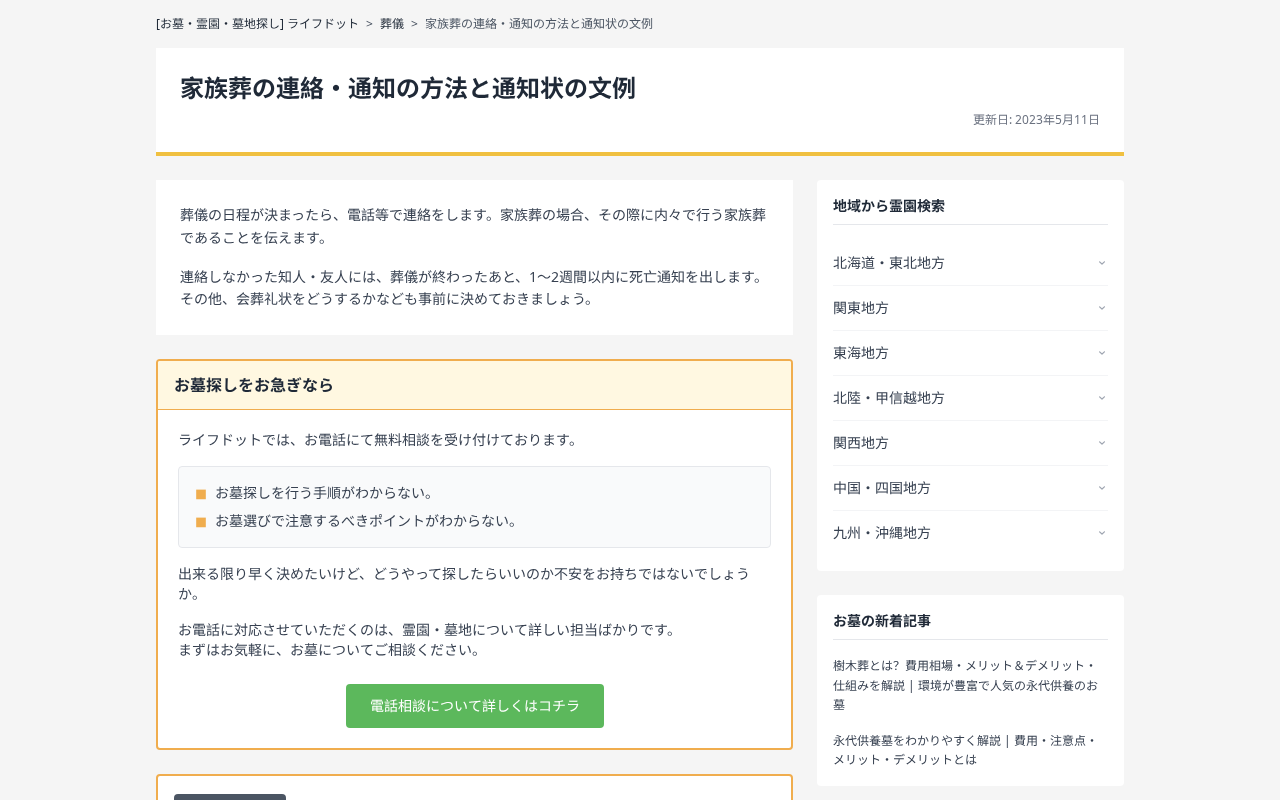 [お墓・霊園・墓地探し] ライフドット > 葬儀 > 家族葬の連絡・通知の方法と通知状の文例
家族葬の連絡・通知の方法と通知状の文例
更新日: 2023年5月11日
葬儀の日程が決まったら、電話等で連絡をします。家族葬の場合、その際に内々で行う家族葬
であることを伝えます。
連絡しなかった知人・友人には、葬儀が終わったあと、1〜2週間以内に死亡通知を出します。
その他、会葬礼状をどうするかなども事前に決めておきましょう。
お墓探しをお急ぎなら
ライフドットでは、お電話にて無料相談を受け付けております。
お墓探しを行う手順がわからない。
お墓選びで注意するべきポイントがわからない。
出来る限り早く決めたいけど、どうやって探したらいいのか不安をお持ちではないでしょう
か。
お電話に対応させていただくのは、霊園・墓地について詳しい担当ばかりです。
まずはお気軽に、お墓についてご相談ください。
電話相談について詳しくはコチラ
地域から霊園検索
北海道・東北地方
関東地方
東海地方
北陸・甲信越地方
関西地方
中国・四国地方
九州・沖縄地方
お墓の新着記事
樹木葬とは？費用相場・メリット＆デメリット・
仕組みを解説｜環境が豊富で人気の永代供養のお
墓
永代供養墓をわかりやすく解説｜費用・注意点・
メリット・デメリットとは